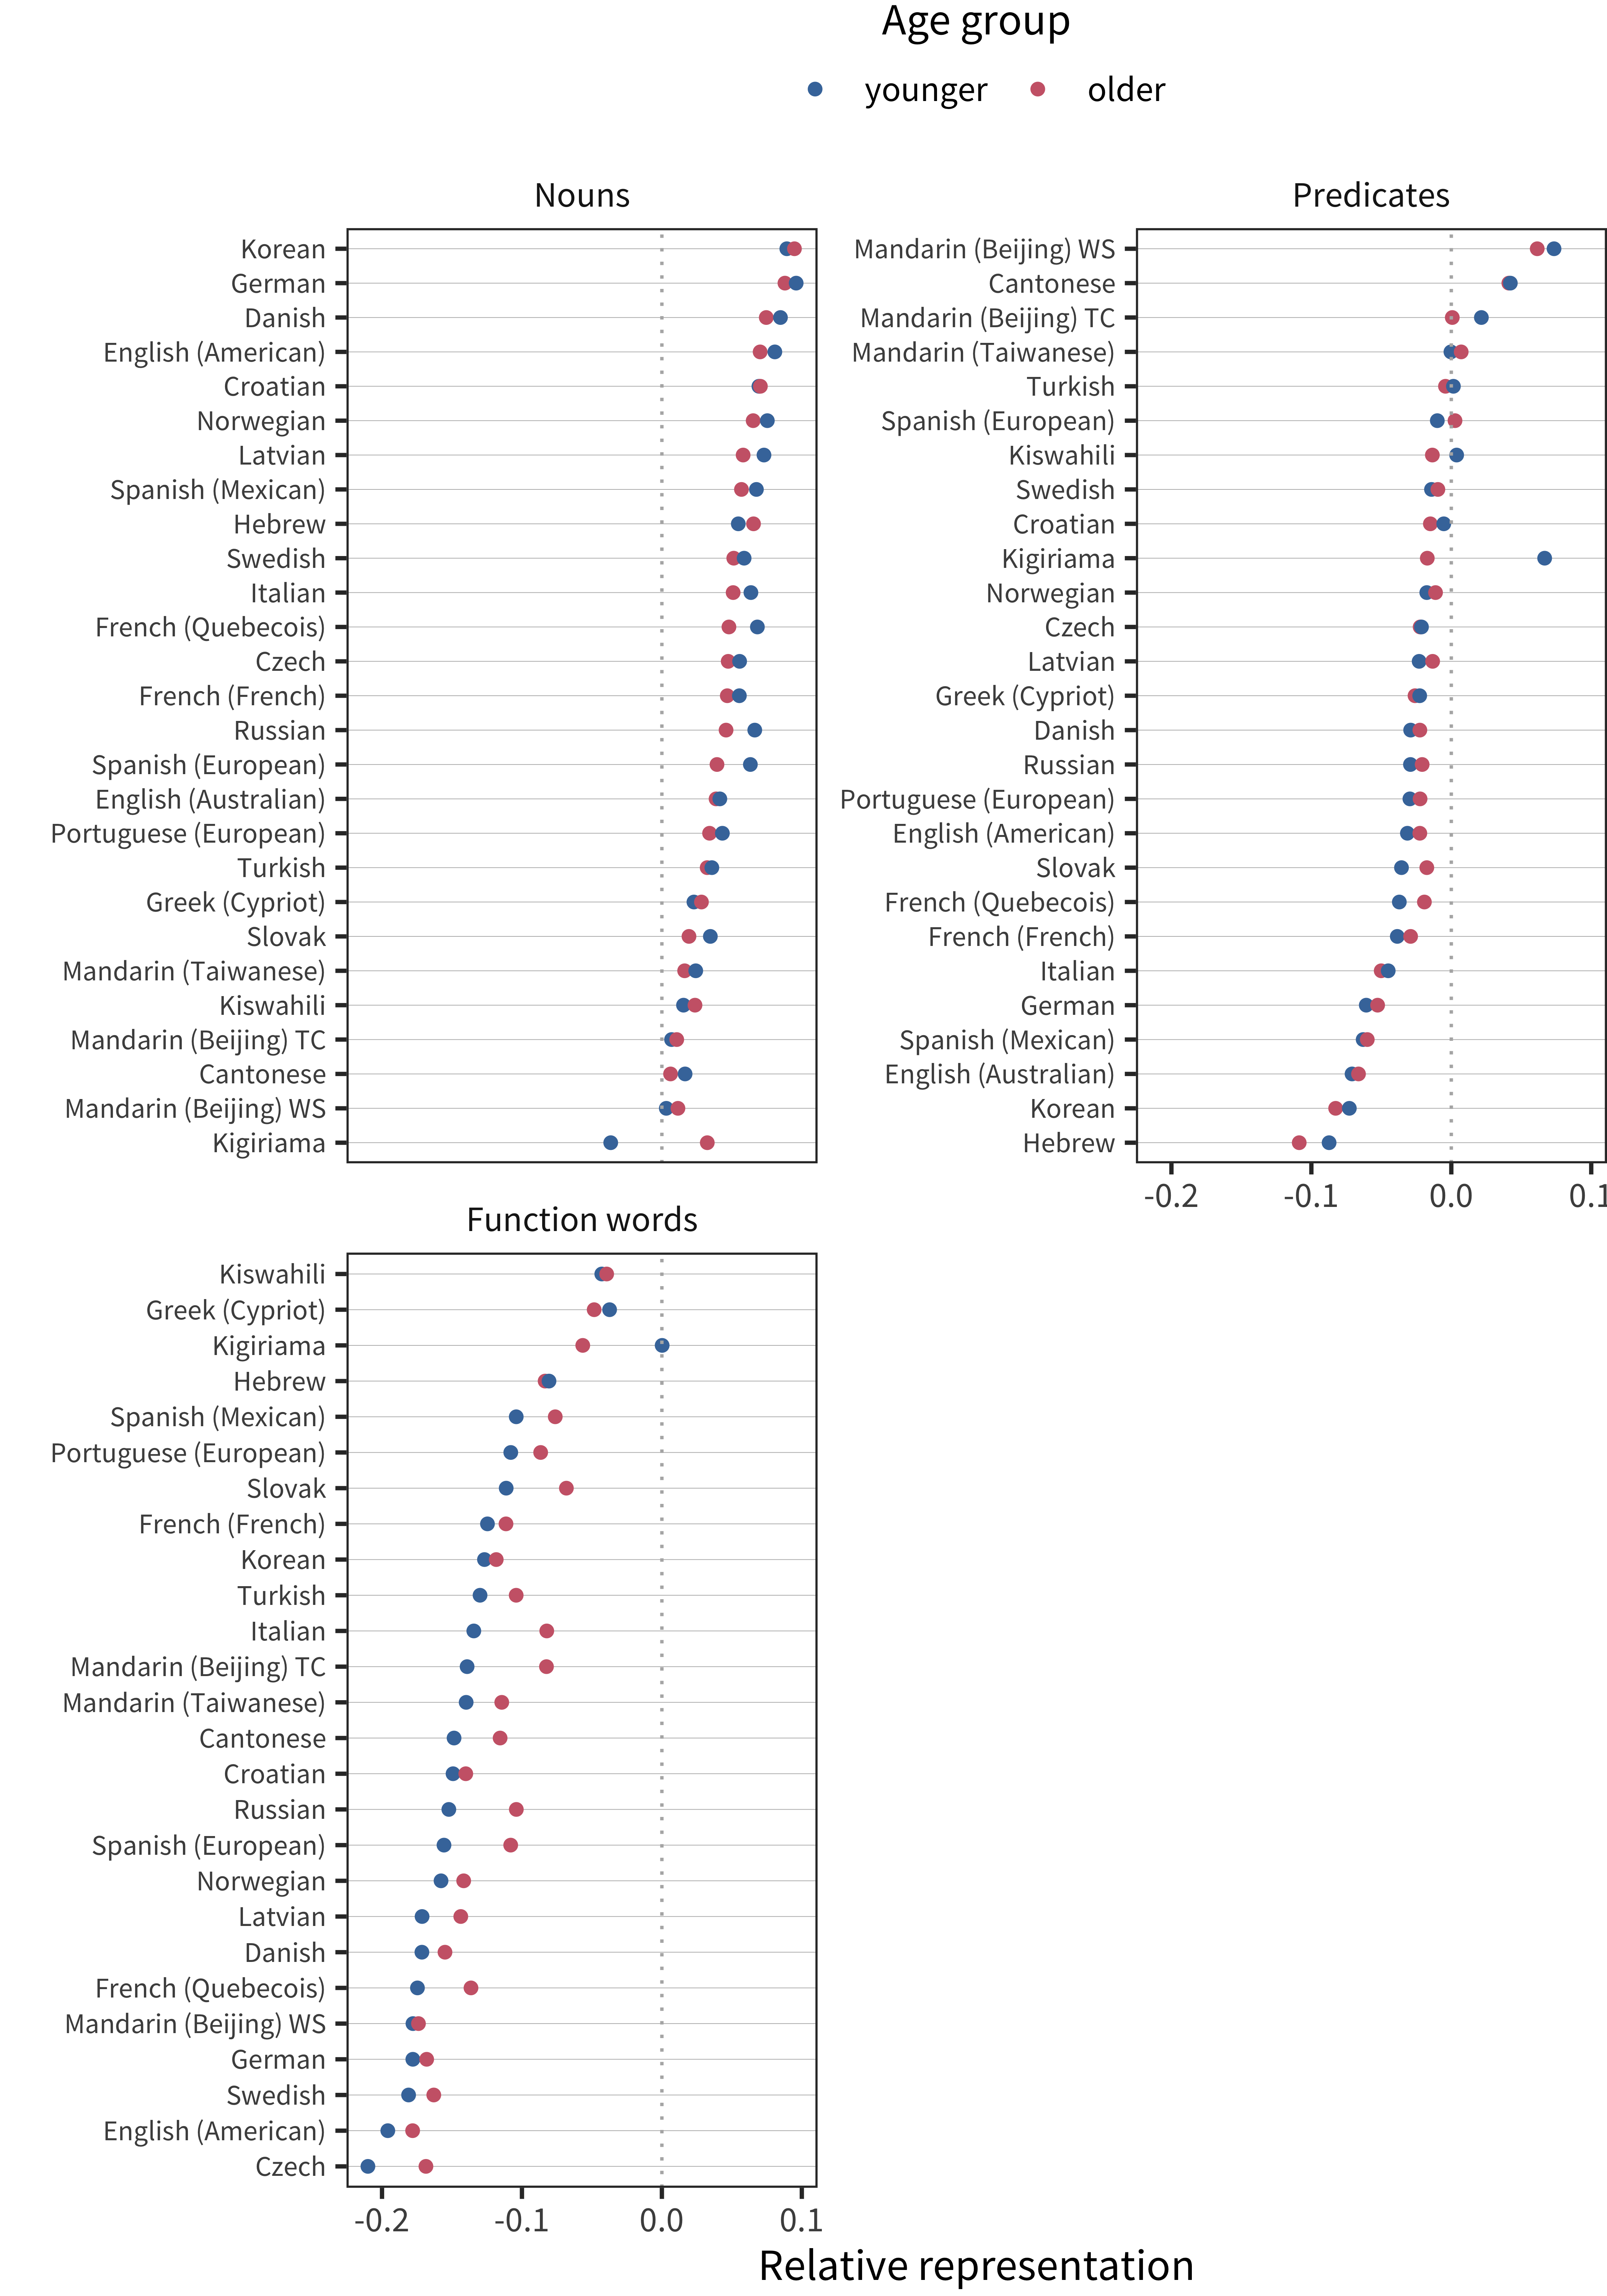 Age group
younger older
Nouns
Korean
German
Danish
English (American)
Croatian
Norwegian
Latvian
Spanish (Mexican)
Hebrew
Swedish
Italian
French (Quebecois)
Czech
French (French)
Russian
Spanish (European)
English (Australian)
Portuguese (European)
Turkish
Greek (Cypriot)
Slovak
Mandarin (Taiwanese)
Kiswahili
Mandarin (Beijing) TC
Cantonese
Mandarin (Beijing) WS
Kigiriama
Predicates
Mandarin (Beijing) WS
Cantonese
Mandarin (Beijing) TC
Mandarin (Taiwanese)
Turkish
Spanish (European)
Kiswahili
Swedish
Croatian
Kigiriama
Norwegian
Czech
Latvian
Greek (Cypriot)
Danish
Russian
Portuguese (European)
English (American)
Slovak
French (Quebecois)
French (French)
Italian
German
Spanish (Mexican)
English (Australian)
Korean
Hebrew
-0.2 -0.1 0.0 0.1
Function words
Kiswahili
Greek (Cypriot)
Kigiriama
Hebrew
Spanish (Mexican)
Portuguese (European)
Slovak
French (French)
Korean
Turkish
Italian
Mandarin (Beijing) TC
Mandarin (Taiwanese)
Cantonese
Croatian
Russian
Spanish (European)
Norwegian
Latvian
Danish
French (Quebecois)
Mandarin (Beijing) WS
German
Swedish
English (American)
Czech
-0.2 -0.1 0.0 0.1
Relative representation